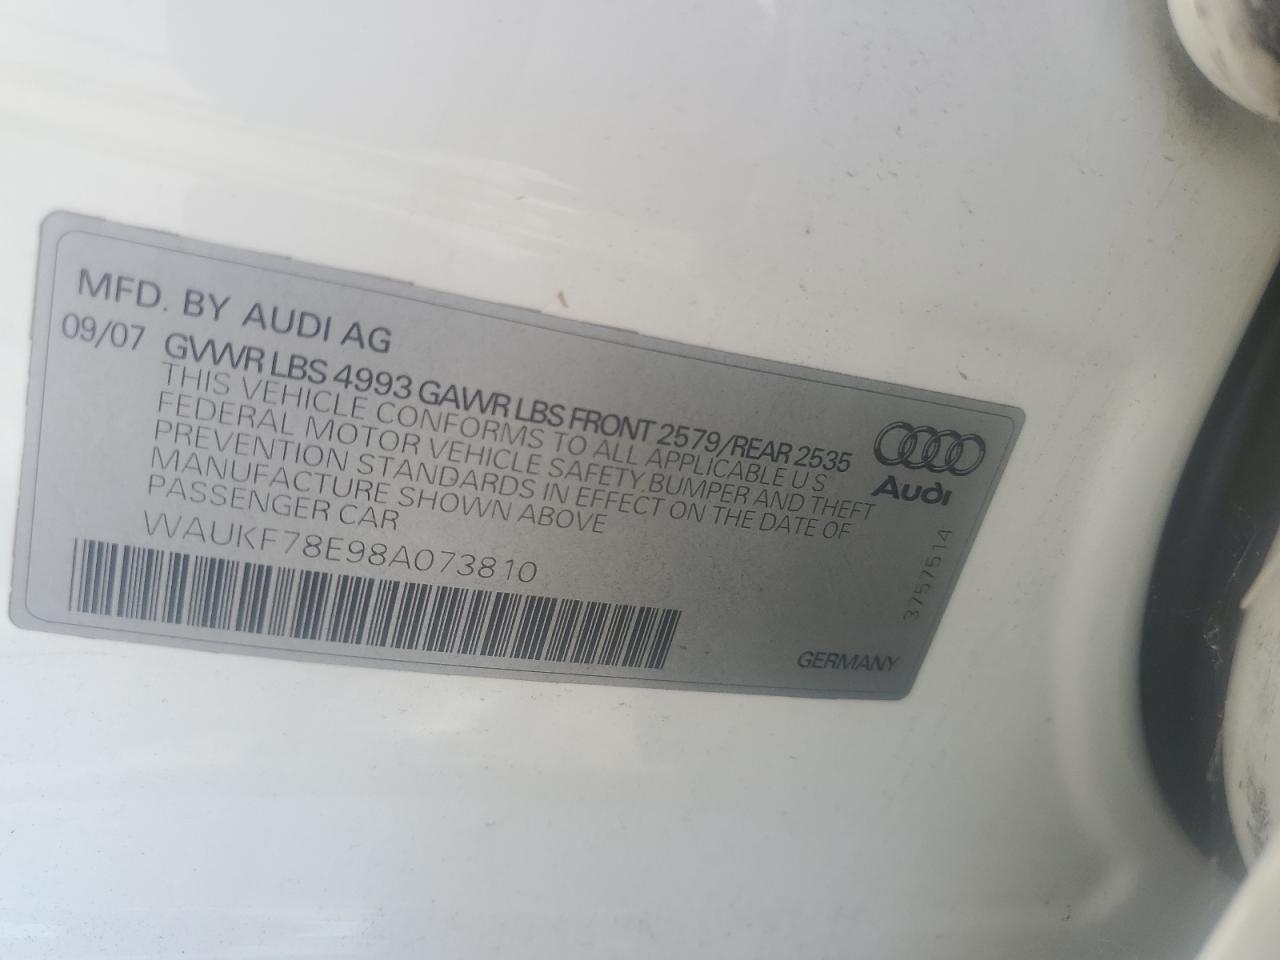 MFD. BY AUDI AG
09/07 GVWR LBS 4993 GAWR LBS FRONT 2579/REAR 2535
THIS VEHICLE CONFORMS TO ALL APPLICABLE U S
FEDERAL MOTOR VEHICLE SAFETY, BUMPER AND THEFT
PREVENTION STANDARDS IN EFFECT ON THE DATE OF
MANUFACTURE SHOWN ABOVE
PASSENGER CAR
WAUKF78E98A073810
Audi
3757514
GERMANY